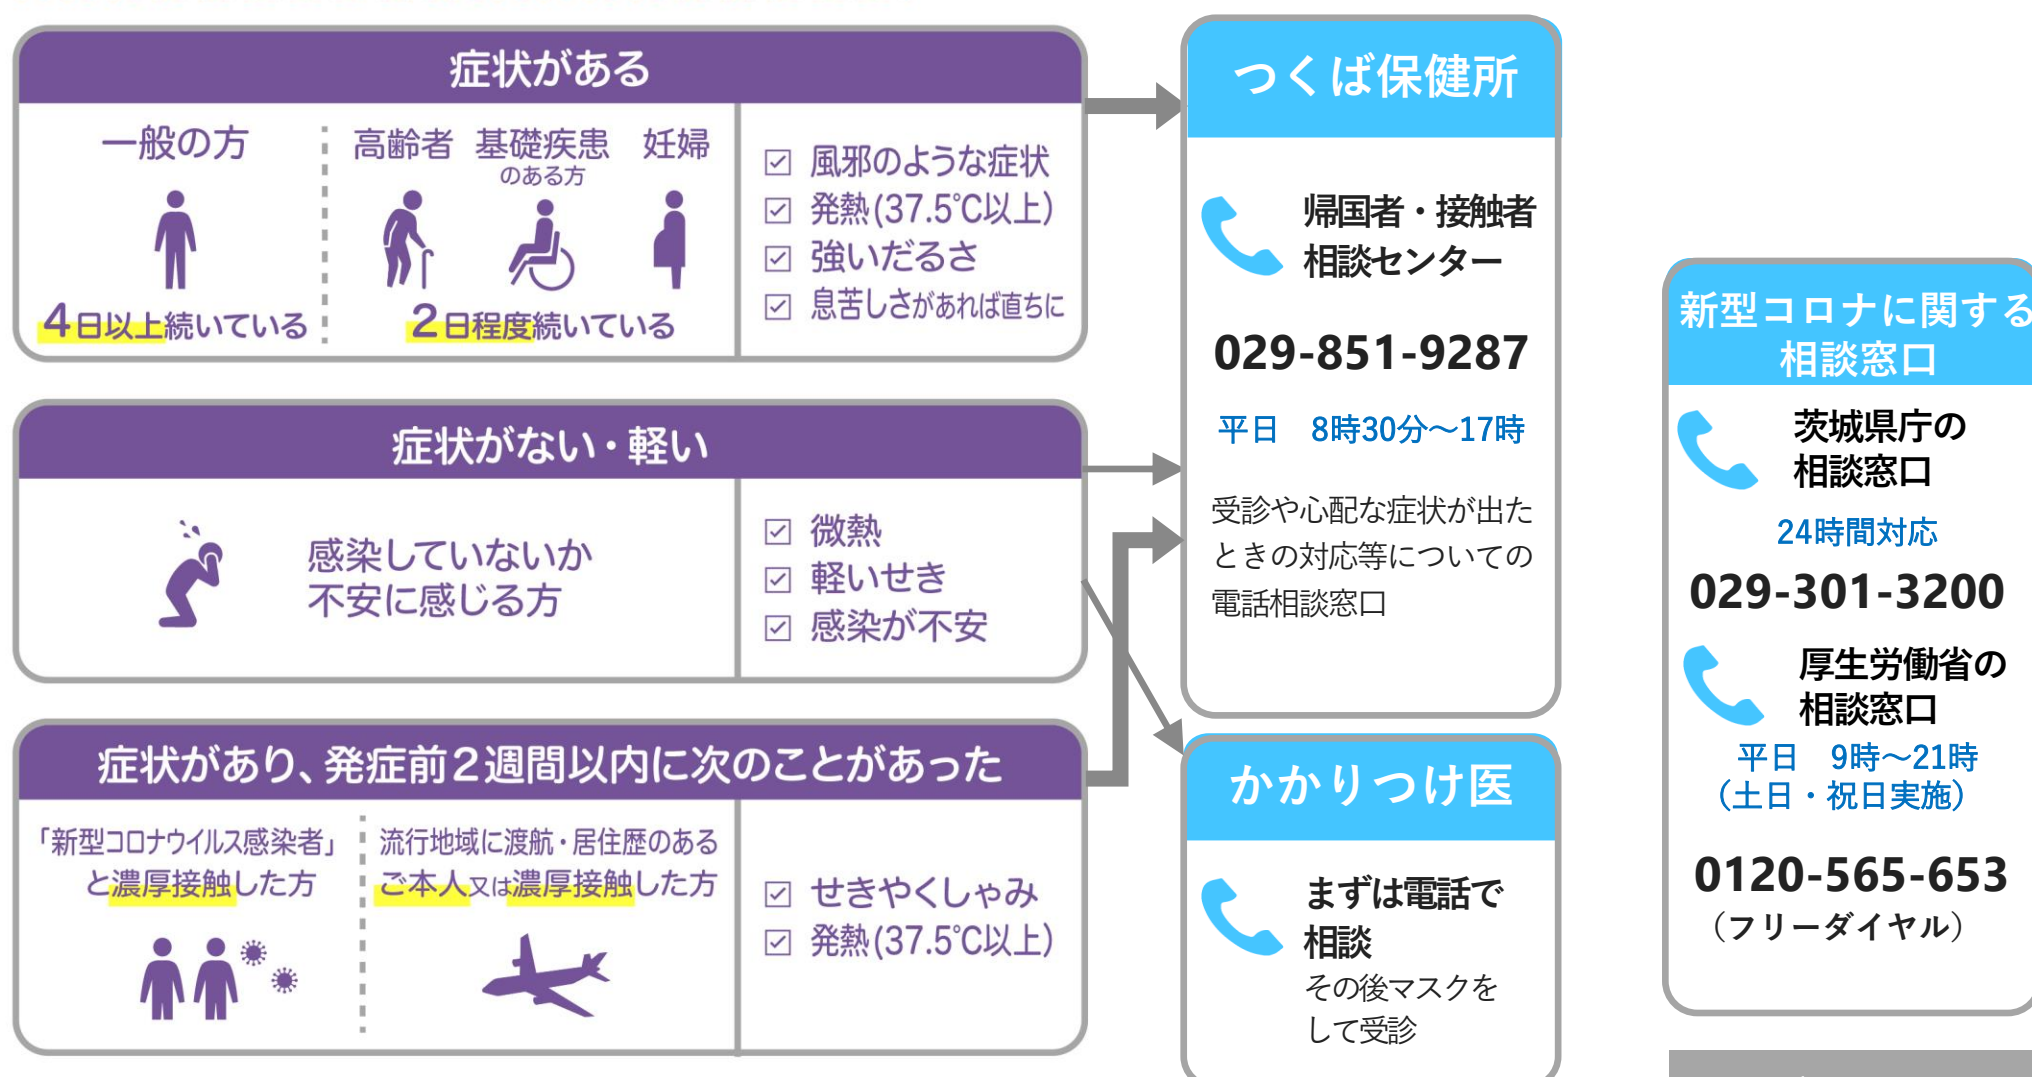 症状がある
一般の方
4日以上続いている
高齢者 基礎疾患 妊婦
のある方
2日程度続いている
☑ 風邪のような症状
☑ 発熱(37.5℃以上)
☑ 強いだるさ
☑ 息苦しさがあれば直ちに
症状がない・軽い
感染していないか
不安に感じる方
☑ 微熱
☑ 軽いせき
☑ 感染が不安
症状があり、発症前2週間以内に次のことがあった
「新型コロナウイルス感染者」
と濃厚接触した方
流行地域に渡航・居住歴のある
ご本人又は濃厚接触した方
☑ せきやくしゃみ
☑ 発熱(37.5℃以上)
つくば保健所
帰国者・接触者
相談センター
029-851-9287
平日 8時30分〜17時
受診や心配な症状が出た
ときの対応等についての
電話相談窓口
かかりつけ医
まずは電話で
相談
その後マスクを
して受診
新型コロナに関する
相談窓口
茨城県庁の
相談窓口
24時間対応
029-301-3200
厚生労働省の
相談窓口
平日 9時〜21時
(土日・祝日実施)
0120-565-653
(フリーダイヤル)